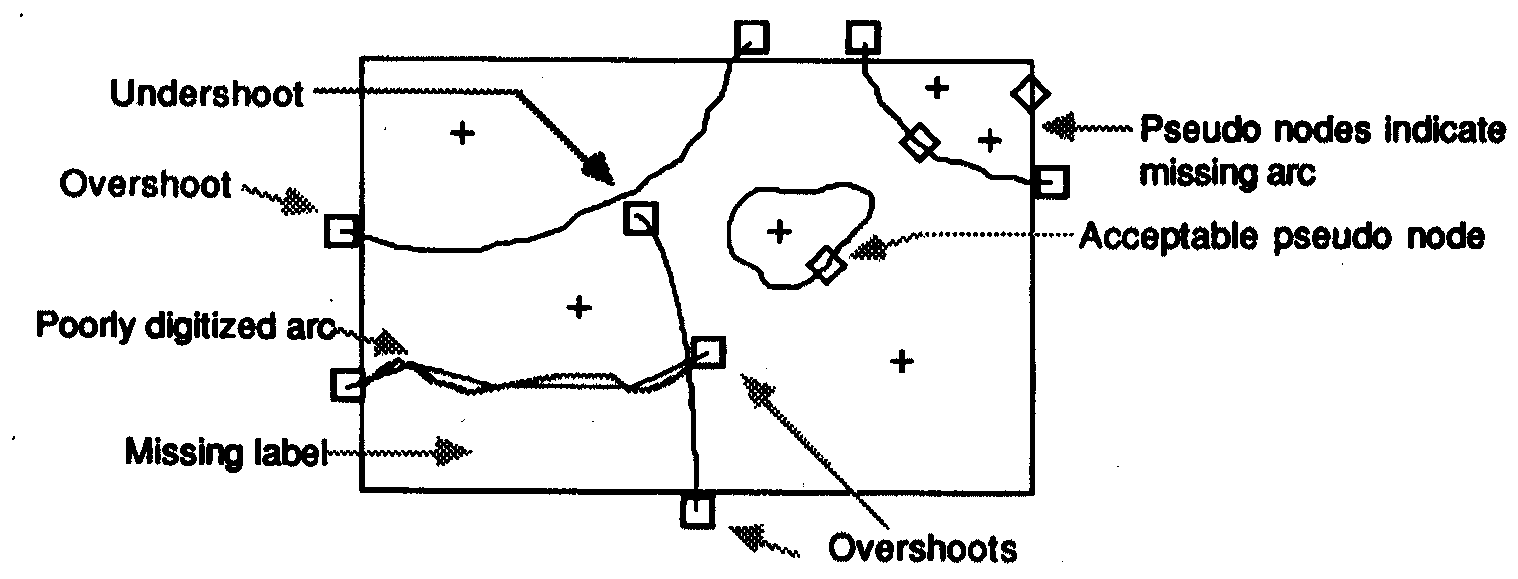 Undershoot
Pseudo nodes indicate
missing arc
Overshoot
Acceptable pseudo node
Poorly digitized arc
Missing label
Overshoots